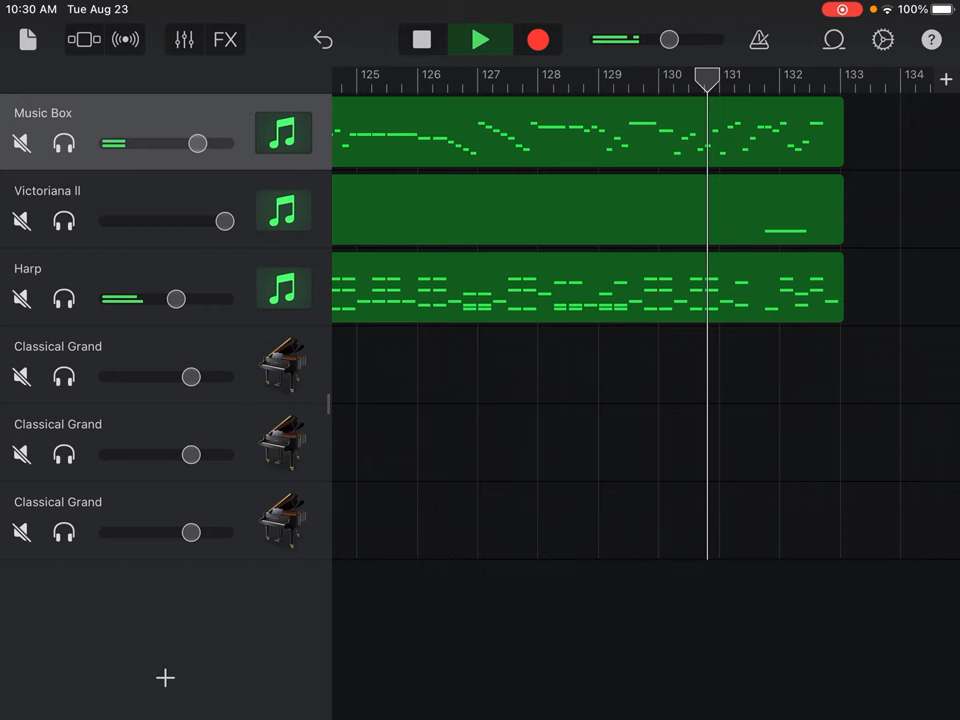 10:30 AM Tue Aug 23 100%
FX ?
125 126 127 128 129 130 131 132 133 134
Music Box
Victoriana II
Harp
Classical Grand
Classical Grand
Classical Grand